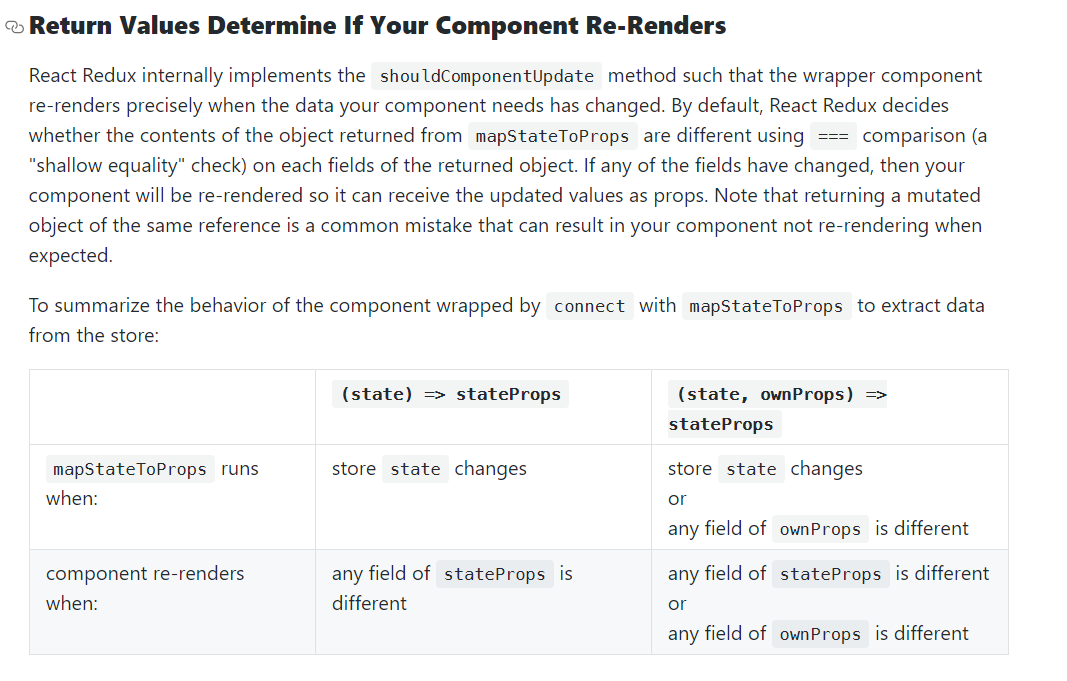 Return Values Determine If Your Component Re-Renders
React Redux internally implements the shouldComponentUpdate method such that the wrapper component
re-renders precisely when the data your component needs has changed. By default, React Redux decides
whether the contents of the object returned from mapStateToProps are different using === comparison (a
"shallow equality" check) on each fields of the returned object. If any of the fields have changed, then your
component will be re-rendered so it can receive the updated values as props. Note that returning a mutated
object of the same reference is a common mistake that can result in your component not re-rendering when
expected.
To summarize the behavior of the component wrapped by connect with mapStateToProps to extract data
from the store:
(state) => stateProps
(state, ownProps) =>
stateProps
mapStateToProps runs
when:
store state changes
store state changes
or
any field of ownProps is different
component re-renders
when:
any field of stateProps is
different
any field of stateProps is different
or
any field of ownProps is different